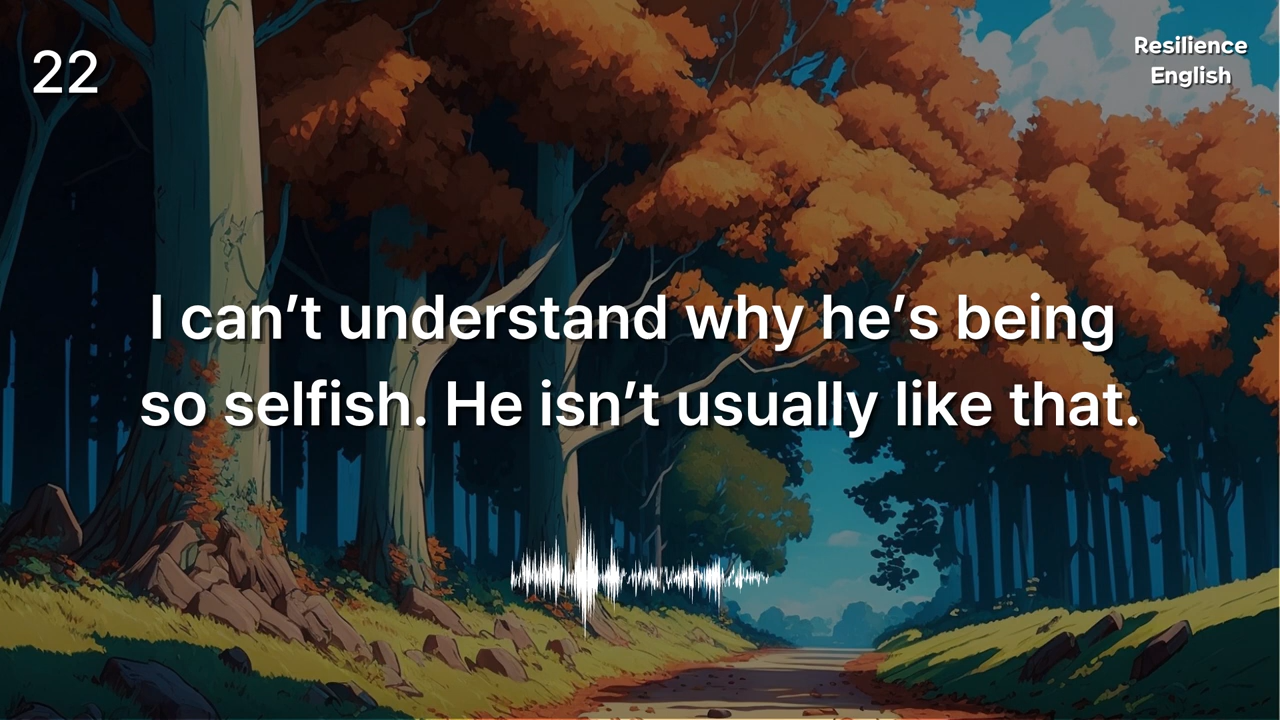 22
Resilience
English
I can’t understand why he’s being
so selfish. He isn’t usually like that.